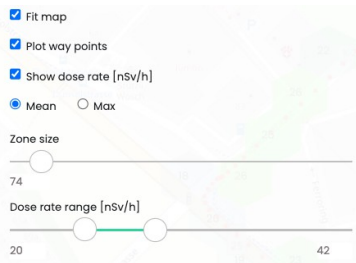 Fit map
Plot way points
Show dose rate [nSv/h]
Mean Max
Zone size
74
Dose rate range [nSv/h]
20 42